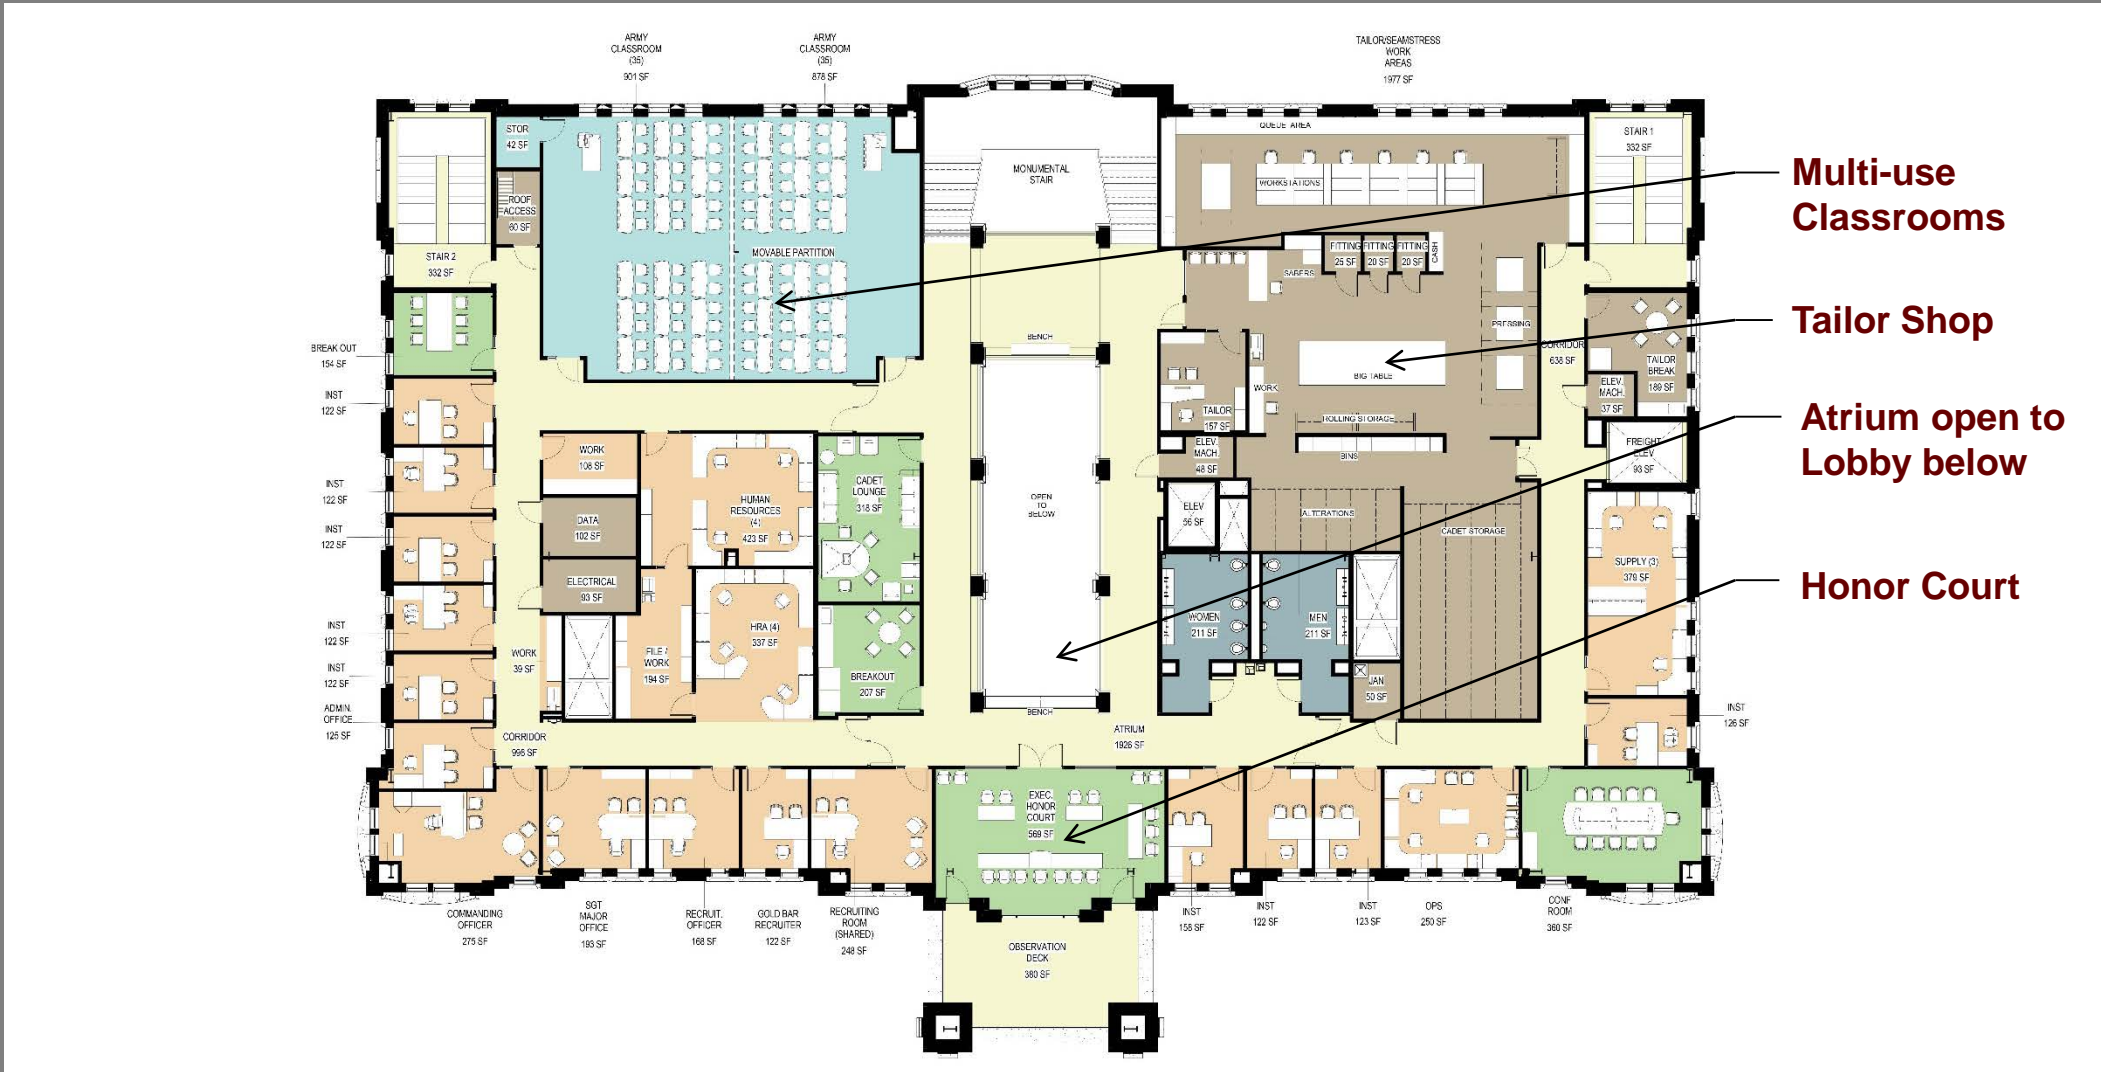 ARMY
CLASSROOM
(35)
901 SF
ARMY
CLASSROOM
(35)
878 SF
TAILOR/SEAMSTRESS
WORK
AREAS
1977 SF
STOR
42 SF
ROOF
ACCESS
60 SF
STAIR 2
332 SF
MOVABLE PARTITION
MONUMENTAL
STAIR
QUEUE AREA
WORKSTATIONS
STAIR 1
332 SF
FITTING
25 SF
FITTING
20 SF
FITTING
20 SF
CASH
SABERS
PRESSING
BIG TABLE
ROLLING STORAGE
WORK
TAILOR
157 SF
CORRIDOR
638 SF
TAILOR
BREAK
189 SF
ELEV.
MACH.
37 SF
FREIGHT
ELEV
93 SF
BREAK OUT
154 SF
INST
122 SF
INST
122 SF
INST
122 SF
INST
122 SF
INST
122 SF
ADMIN.
OFFICE
125 SF
WORK
108 SF
DATA
102 SF
ELECTRICAL
93 SF
WORK
39 SF
HUMAN
RESOURCES
(4)
423 SF
HRA (4)
337 SF
FILE /
WORK
194 SF
CADET
LOUNGE
318 SF
BREAKOUT
207 SF
BENCH
OPEN
TO
BELOW
BENCH
ELEV.
MACH.
48 SF
ELEV
56 SF
BINS
ALTERATIONS
CADET STORAGE
WOMEN
211 SF
MEN
211 SF
JAN
50 SF
SUPPLY (3)
379 SF
INST
126 SF
CORRIDOR
996 SF
ATRIUM
1926 SF
EXEC.
HONOR
COURT
569 SF
COMMANDING
OFFICER
275 SF
SGT
MAJOR
OFFICE
193 SF
RECRUIT.
OFFICER
168 SF
GOLD BAR
RECRUITER
122 SF
RECRUITING
ROOM
(SHARED)
248 SF
OBSERVATION
DECK
380 SF
INST
158 SF
INST
122 SF
INST
123 SF
OPS
250 SF
CONF
ROOM
360 SF
Multi-use
Classrooms
Tailor Shop
Atrium open to
Lobby below
Honor Court